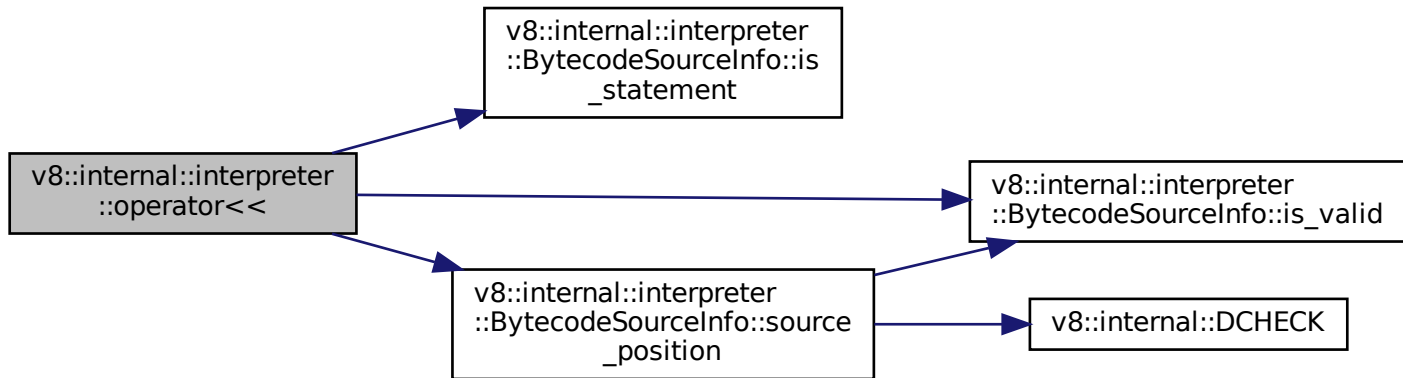 v8::internal::interpreter
::BytecodeSourceInfo::is
_statement
v8::internal::interpreter
::operator<<
v8::internal::interpreter
::BytecodeSourceInfo::is_valid
v8::internal::interpreter
::BytecodeSourceInfo::source
_position
v8::internal::DCHECK